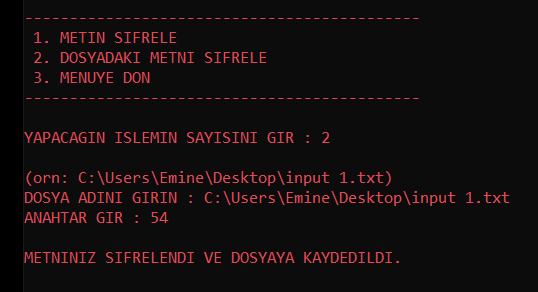 --------------------------------------------
1. METIN SIFRELE
2. DOSYADAKI METNI SIFRELE
3. MENUYE DON
--------------------------------------------
YAPACAGIN ISLEMIN SAYISINI GIR : 2
(orn: C:\Users\Emine\Desktop\input 1.txt)
DOSYA ADINI GIRIN : C:\Users\Emine\Desktop\input 1.txt
ANAHTAR GIR : 54
METNINIZ SIFRELENDI VE DOSYAYA KAYDEDILDI.